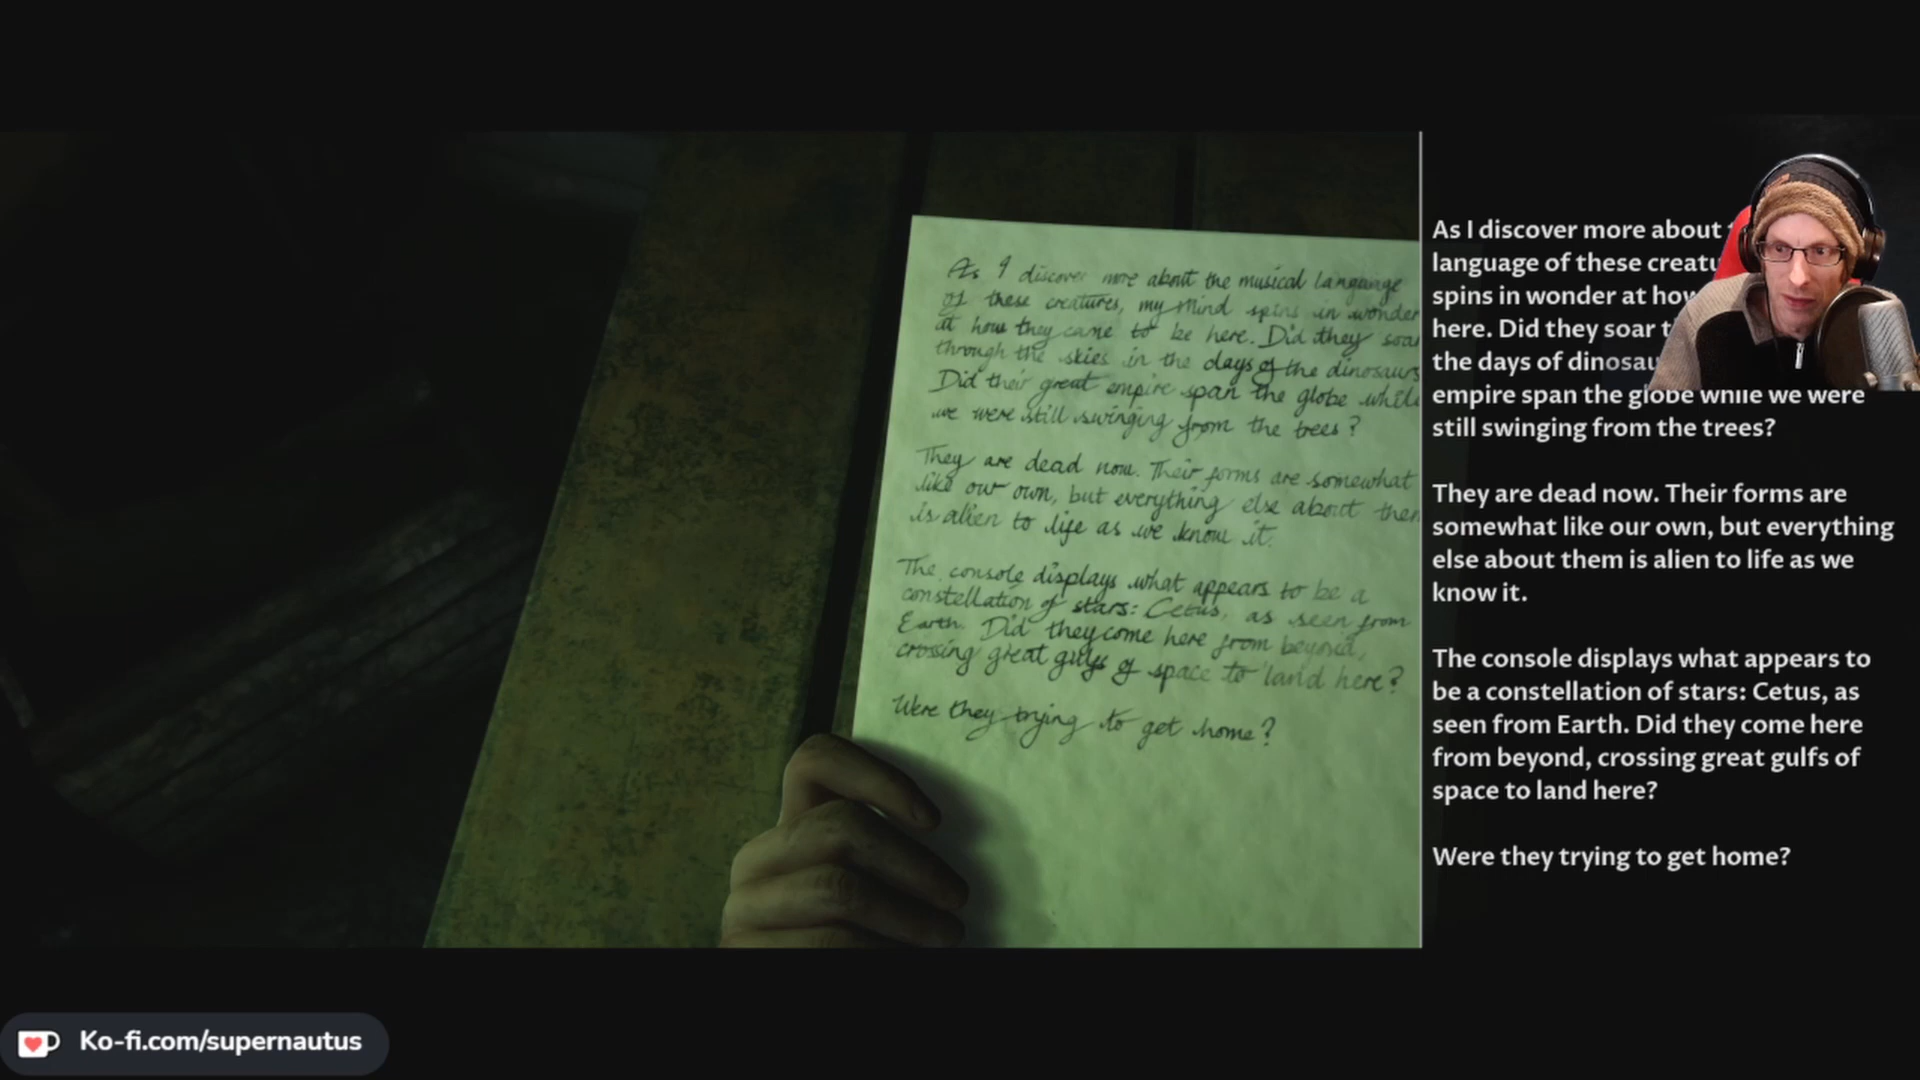 As I discover more about the musical language
of these creatures, my mind spins in wonder
at how they came to be here. Did they soar
through the skies in the days of the dinosaurs
Did their great empire span the globe while
we were still swinging from the trees?
They are dead now. Their forms are somewhat
like our own, but everything else about them
is alien to life as we know it.
The console displays what appears to be a
constellation of stars: Cetus, as seen from
Earth. Did they come here from beyond,
crossing great gulfs of space to land here?
Were they trying to get home?
As I discover more about
language of these
spins in wonder at how
here. Did they soar
the days of
empire span the globe while we were
still swinging from the trees?
They are dead now. Their forms are
somewhat like our own, but everything
else about them is alien to life as we
know it.
The console displays what appears to
be a constellation of stars: Cetus, as
seen from Earth. Did they come here
from beyond, crossing great gulfs of
space to land here?
Were they trying to get home?
Ko-fi.com/supernautus